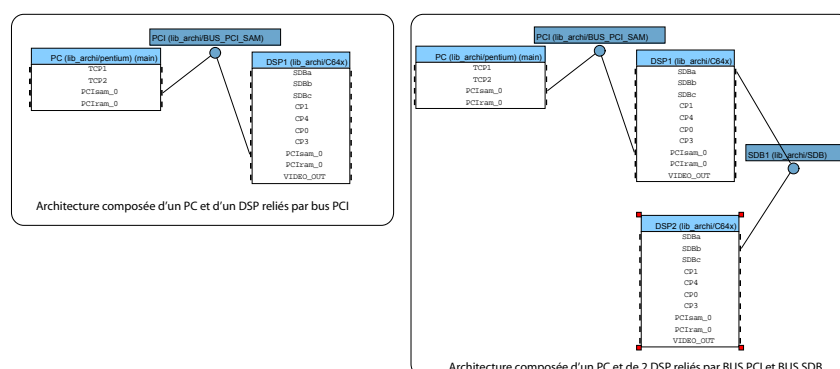 PCI (lib_archi/BUS_PCI_SAM)
PC (lib_archi/pentium) (main)
TCP1
TCP2
PCIsam_0
PCIram_0
DSP1 (lib_archi/C64x)
SDBa
SDBb
SDBc
CP1
CP4
CP0
CP3
PCIsam_0
PCIram_0
VIDEO_OUT
Architecture composée d'un PC et d'un DSP reliés par bus PCI
PCI (lib_archi/BUS_PCI_SAM)
PC (lib_archi/pentium) (main)
TCP1
TCP2
PCIsam_0
PCIram_0
DSP1 (lib_archi/C64x)
SDBa
SDBb
SDBc
CP1
CP4
CP0
CP3
PCIsam_0
PCIram_0
VIDEO_OUT
SDB1 (lib_archi/SDB)
DSP2 (lib_archi/C64x)
SDBa
SDBb
SDBc
CP1
CP4
CP0
CP3
PCIsam_0
PCIram_0
VIDEO_OUT
Architecture composée d'un PC et de 2 DSP reliés par BUS PCI et BUS SDB